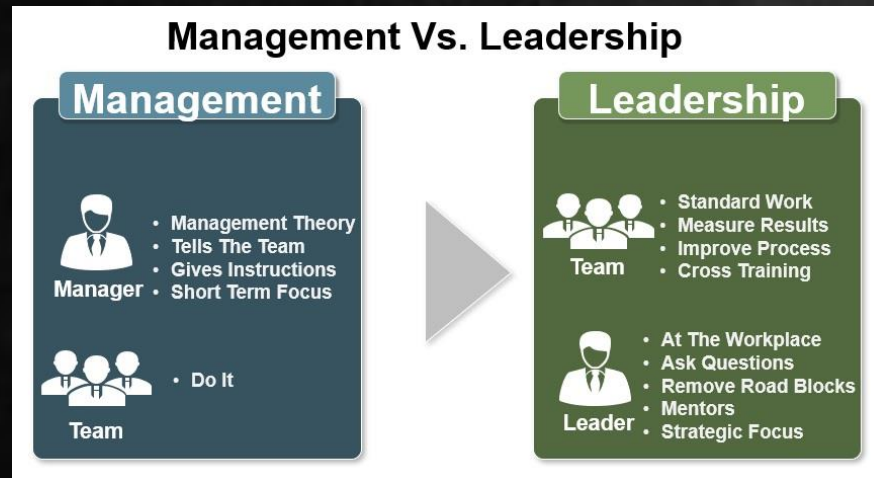 Management Vs. Leadership
Management
• Management Theory
• Tells The Team
• Gives Instructions
• Short Term Focus
Manager
• Do It
Team
Leadership
• Standard Work
• Measure Results
• Improve Process
• Cross Training
Team
• At The Workplace
• Ask Questions
• Remove Road Blocks
• Mentors
• Strategic Focus
Leader